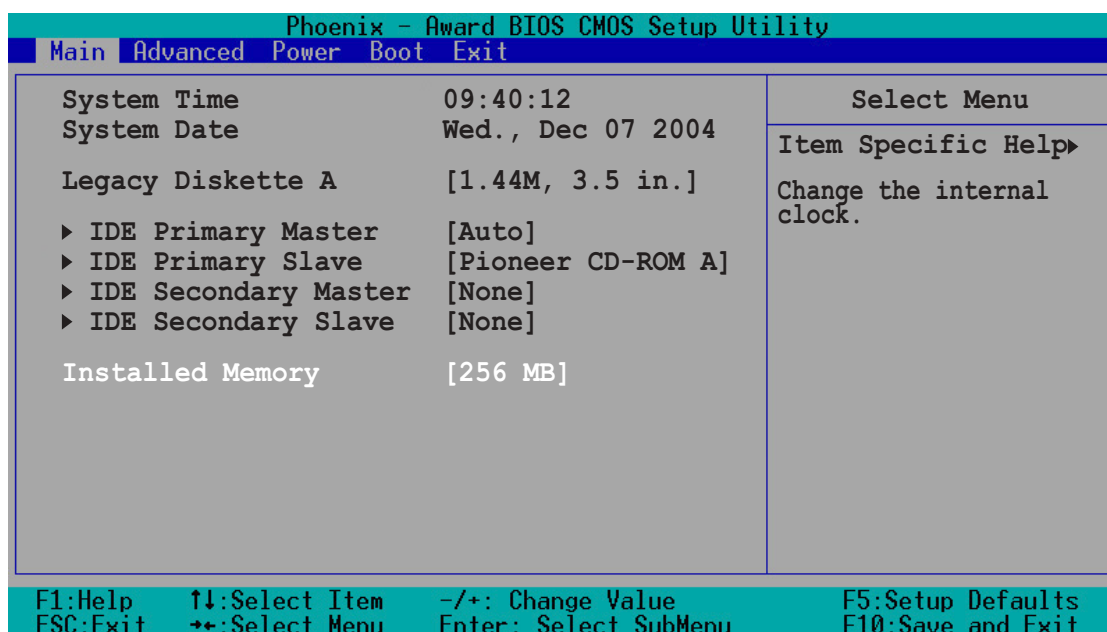 Phoenix - Award BIOS CMOS Setup Utility
Main Advanced Power Boot Exit
System Time 09:40:12
System Date Wed., Dec 07 2004
Legacy Diskette A [1.44M, 3.5 in.]
▶ IDE Primary Master [Auto]
▶ IDE Primary Slave [Pioneer CD-ROM A]
▶ IDE Secondary Master [None]
▶ IDE Secondary Slave [None]
Installed Memory [256 MB]
Select Menu
Item Specific Help▶
Change the internal
clock.
F1:Help ↑↓:Select Item -/+: Change Value F5:Setup Defaults
ESC:Exit →←:Select Menu Enter: Select SubMenu F10:Save and Exit